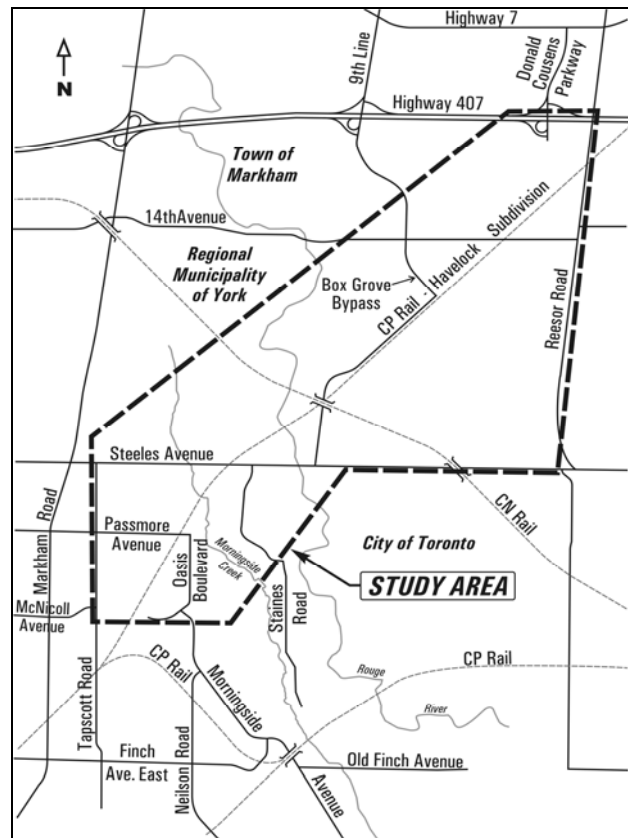 Highway 7
N
9th Line
Donald
Cousens
Parkway
Highway 407
Town of
Markham
14thAvenue
Regional
Municipality
of York
Box Grove
Bypass
CP Rail - Havelock Subdivision
Reesor Road
Steeles Avenue
Markham Road
Passmore
Avenue
Oasis
Boulevard
Morningside
Creek
Staines
Road
City of Toronto
CN Rail
STUDY AREA
McNicoll
Avenue
Tapscott Road
CP Rail
Morningside
Avenue
Neilson Road
Rouge
River
CP Rail
Finch
Ave. East
Old Finch Avenue